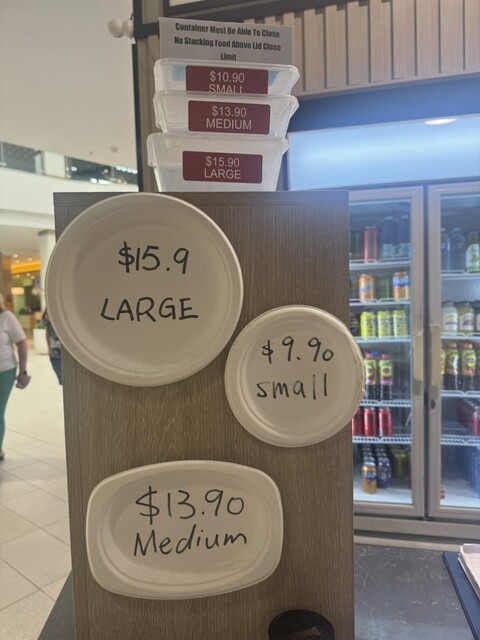 Container Must Be Able To Close
No Stacking Food Above Lid Close
Limit
$10.90
SMALL
$13.90
MEDIUM
$15.90
LARGE
$15.9
LARGE
$9.90
small
$13.90
Medium